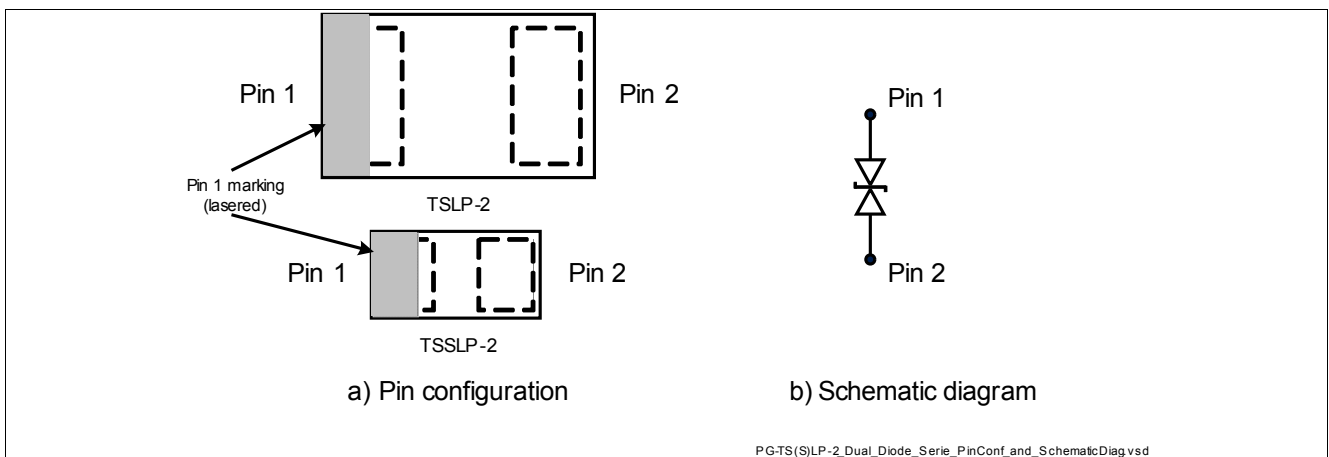 Pin 1
Pin 2
Pin 1 marking
(lasered)
TSLP-2
Pin 1
Pin 2
TSSLP-2
a) Pin configuration
Pin 1
Pin 2
b) Schematic diagram
PG-TS(S)LP-2_Dual_Diode_Serie_PinConf_and_SchematicDiag.vsd